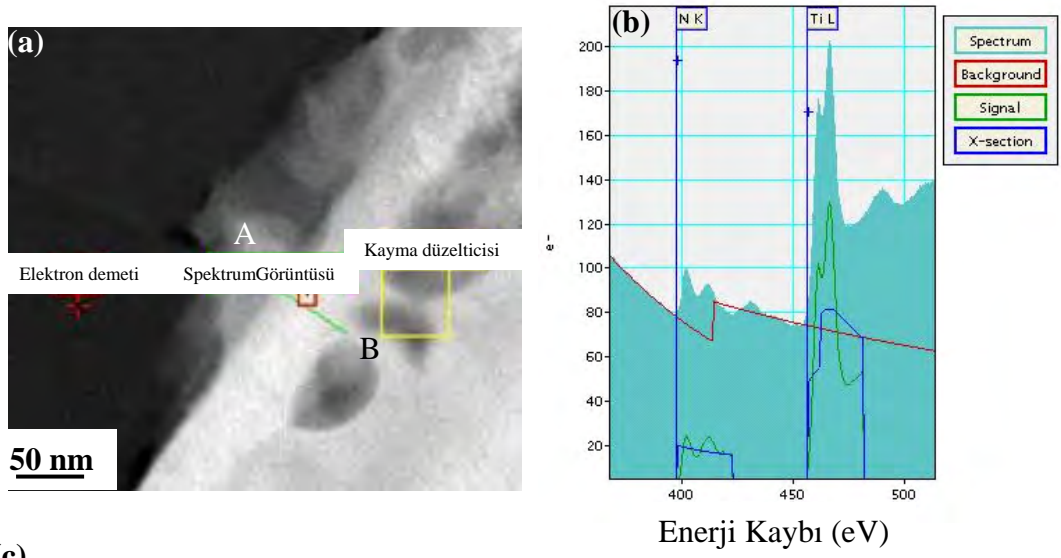 (a)
A
Elektron demeti
SpektrumGörüntüsü
Kayma düzelticisi
B
50 nm
(b)
N K
Ti L
200
180
160
140
120
100
80
60
40
20
e-
400
450
500
Enerji Kaybı (eV)
Spectrum
Background
Signal
X-section
(c)